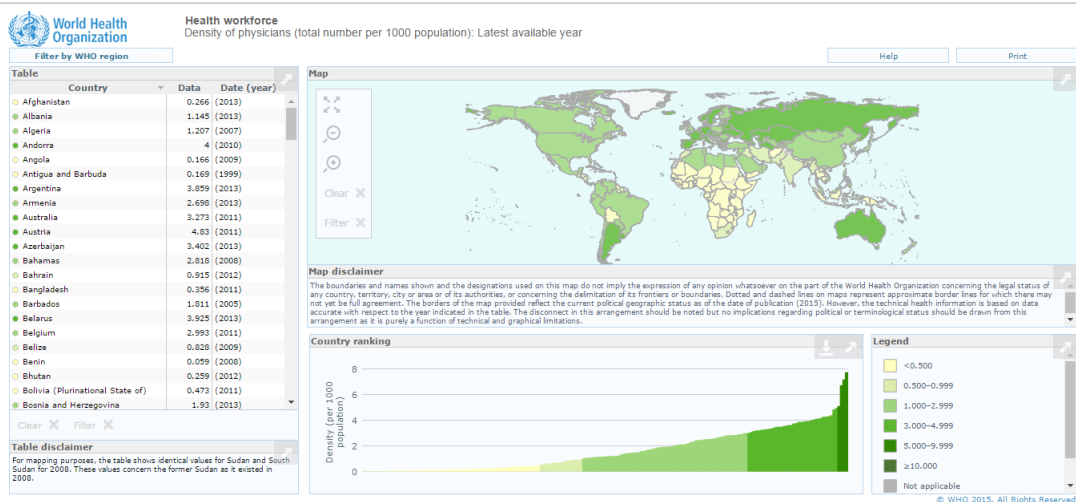 World Health
Organization
Health workforce
Density of physicians (total number per 1000 population): Latest available year
Filter by WHO region
Help
Print
Table
Country Data Date (year)
Afghanistan 0.266 (2013)
Albania 1.145 (2013)
Algeria 1.207 (2007)
Andorra 4 (2010)
Angola 0.166 (2009)
Antigua and Barbuda 0.169 (1999)
Argentina 3.859 (2013)
Armenia 2.698 (2013)
Australia 3.273 (2011)
Austria 4.83 (2011)
Azerbaijan 3.402 (2013)
Bahamas 2.818 (2008)
Bahrain 0.915 (2012)
Bangladesh 0.356 (2011)
Barbados 1.811 (2005)
Belarus 3.925 (2013)
Belgium 2.993 (2011)
Belize 0.828 (2009)
Benin 0.059 (2008)
Bhutan 0.259 (2012)
Bolivia (Plurinational State of) 0.473 (2011)
Bosnia and Herzegovina 1.93 (2013)
Clear Filter
Table disclaimer
For mapping purposes, the table shows identical values for Sudan and South
Sudan for 2008. These values concern the former Sudan as it existed in
2008.
Map
Clear
Filter
Map disclaimer
The boundaries and names shown and the designations used on this map do not imply the expression of any opinion whatsoever on the part of the World Health Organization concerning the legal status of
any country, territory, city or area or of its authorities, or concerning the delimitation of its frontiers or boundaries. Dotted and dashed lines on maps represent approximate border lines for which there may
not yet be full agreement. The borders of the map provided reflect the current political geographic status as of the date of publication (2015). However, the technical health information is based on data
accurate with respect to the year indicated in the table. The disconnect in this arrangement should be noted but no implications regarding political or terminological status should be drawn from this
arrangement as it is purely a function of technical and graphical limitations.
Country ranking
Density (per 1000
population)
8
6
4
2
0
Legend
<0.500
0.500–0.999
1.000–2.999
3.000–4.999
5.000–9.999
≥10.000
Not applicable
© WHO 2015. All Rights Reserved